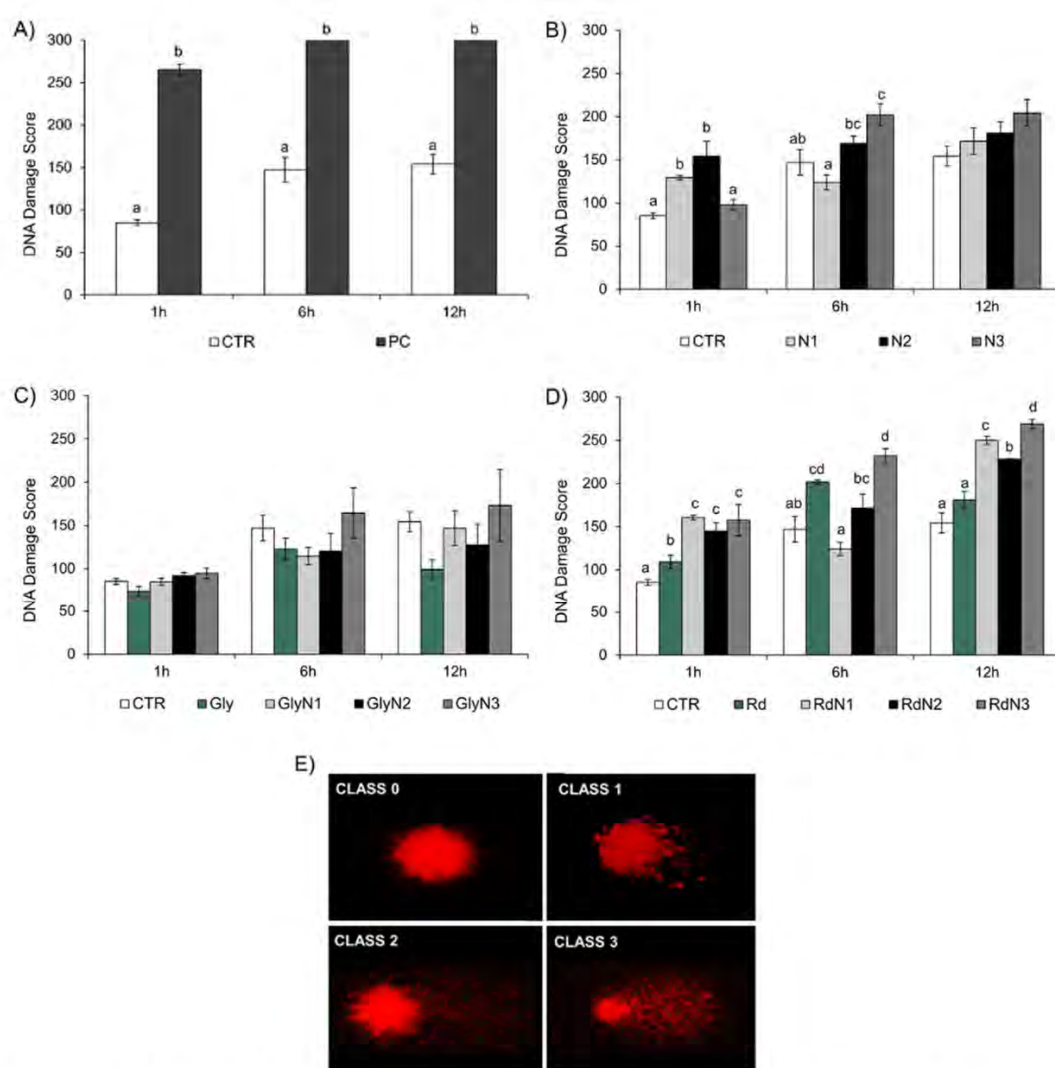 A)
DNA Damage Score
300
250
200
150
100
50
0
b
b
b
a
a
a
1h
6h
12h
CTR
PC
B)
DNA Damage Score
300
250
200
150
100
50
0
a
b
b
a
ab
a
bc
c
1h
6h
12h
CTR
N1
N2
N3
C)
DNA Damage Score
300
250
200
150
100
50
0
1h
6h
12h
CTR
Gly
GlyN1
GlyN2
GlyN3
D)
DNA Damage Score
300
250
200
150
100
50
0
a
b
c
c
c
ab
cd
a
bc
d
a
a
c
b
d
1h
6h
12h
CTR
Rd
RdN1
RdN2
RdN3
E)
CLASS 0
CLASS 1
CLASS 2
CLASS 3